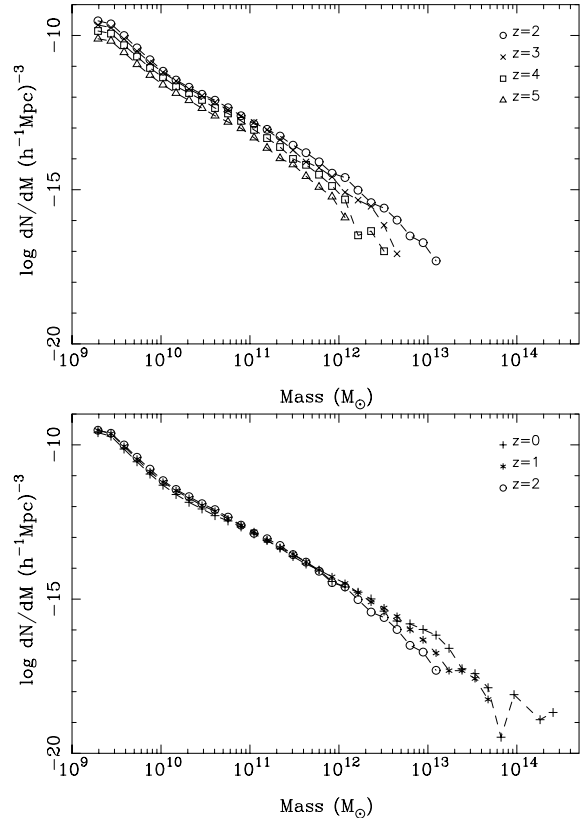 −10
−15
−20
log dN/dM (h⁻¹Mpc)⁻³
z=2
z=3
z=4
z=5
10⁹
10¹⁰
10¹¹
10¹²
10¹³
10¹⁴
Mass (M⊙)
−10
−15
−20
log dN/dM (h⁻¹Mpc)⁻³
z=0
z=1
z=2
10⁹
10¹⁰
10¹¹
10¹²
10¹³
10¹⁴
Mass (M⊙)